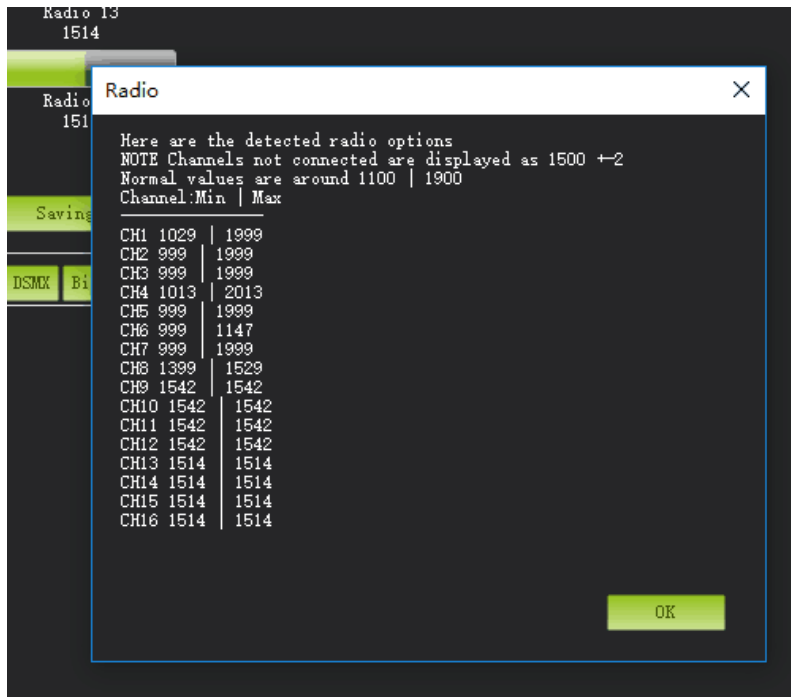 Radio 13
1514
Radio
151
Saving
DSMX Bi
Radio
Here are the detected radio options
NOTE Channels not connected are displayed as 1500 +-2
Normal values are around 1100 | 1900
Channel:Min | Max
CH1 1029 | 1999
CH2 999 | 1999
CH3 999 | 1999
CH4 1013 | 2013
CH5 999 | 1999
CH6 999 | 1147
CH7 999 | 1999
CH8 1399 | 1529
CH9 1542 | 1542
CH10 1542 | 1542
CH11 1542 | 1542
CH12 1542 | 1542
CH13 1514 | 1514
CH14 1514 | 1514
CH15 1514 | 1514
CH16 1514 | 1514
OK